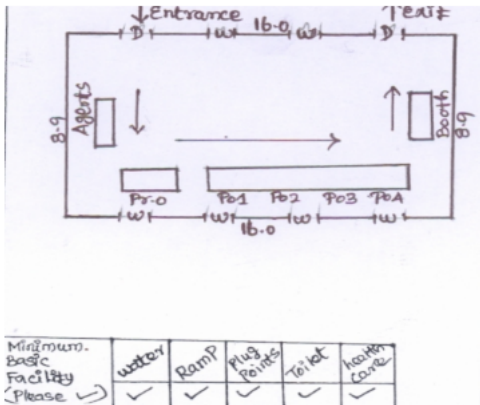 Entrance
Exit
D W 16.0 W D
8.9
Agents
Booth
8.9
Pr.o Po1 Po2 Po3 Po4
W W W W
16.0
Minimum.
Basic
Facility
(Please ✓)
water
RamP
Plug
Points
Toilet
health
Care
✓ ✓ ✓ ✓ ✓